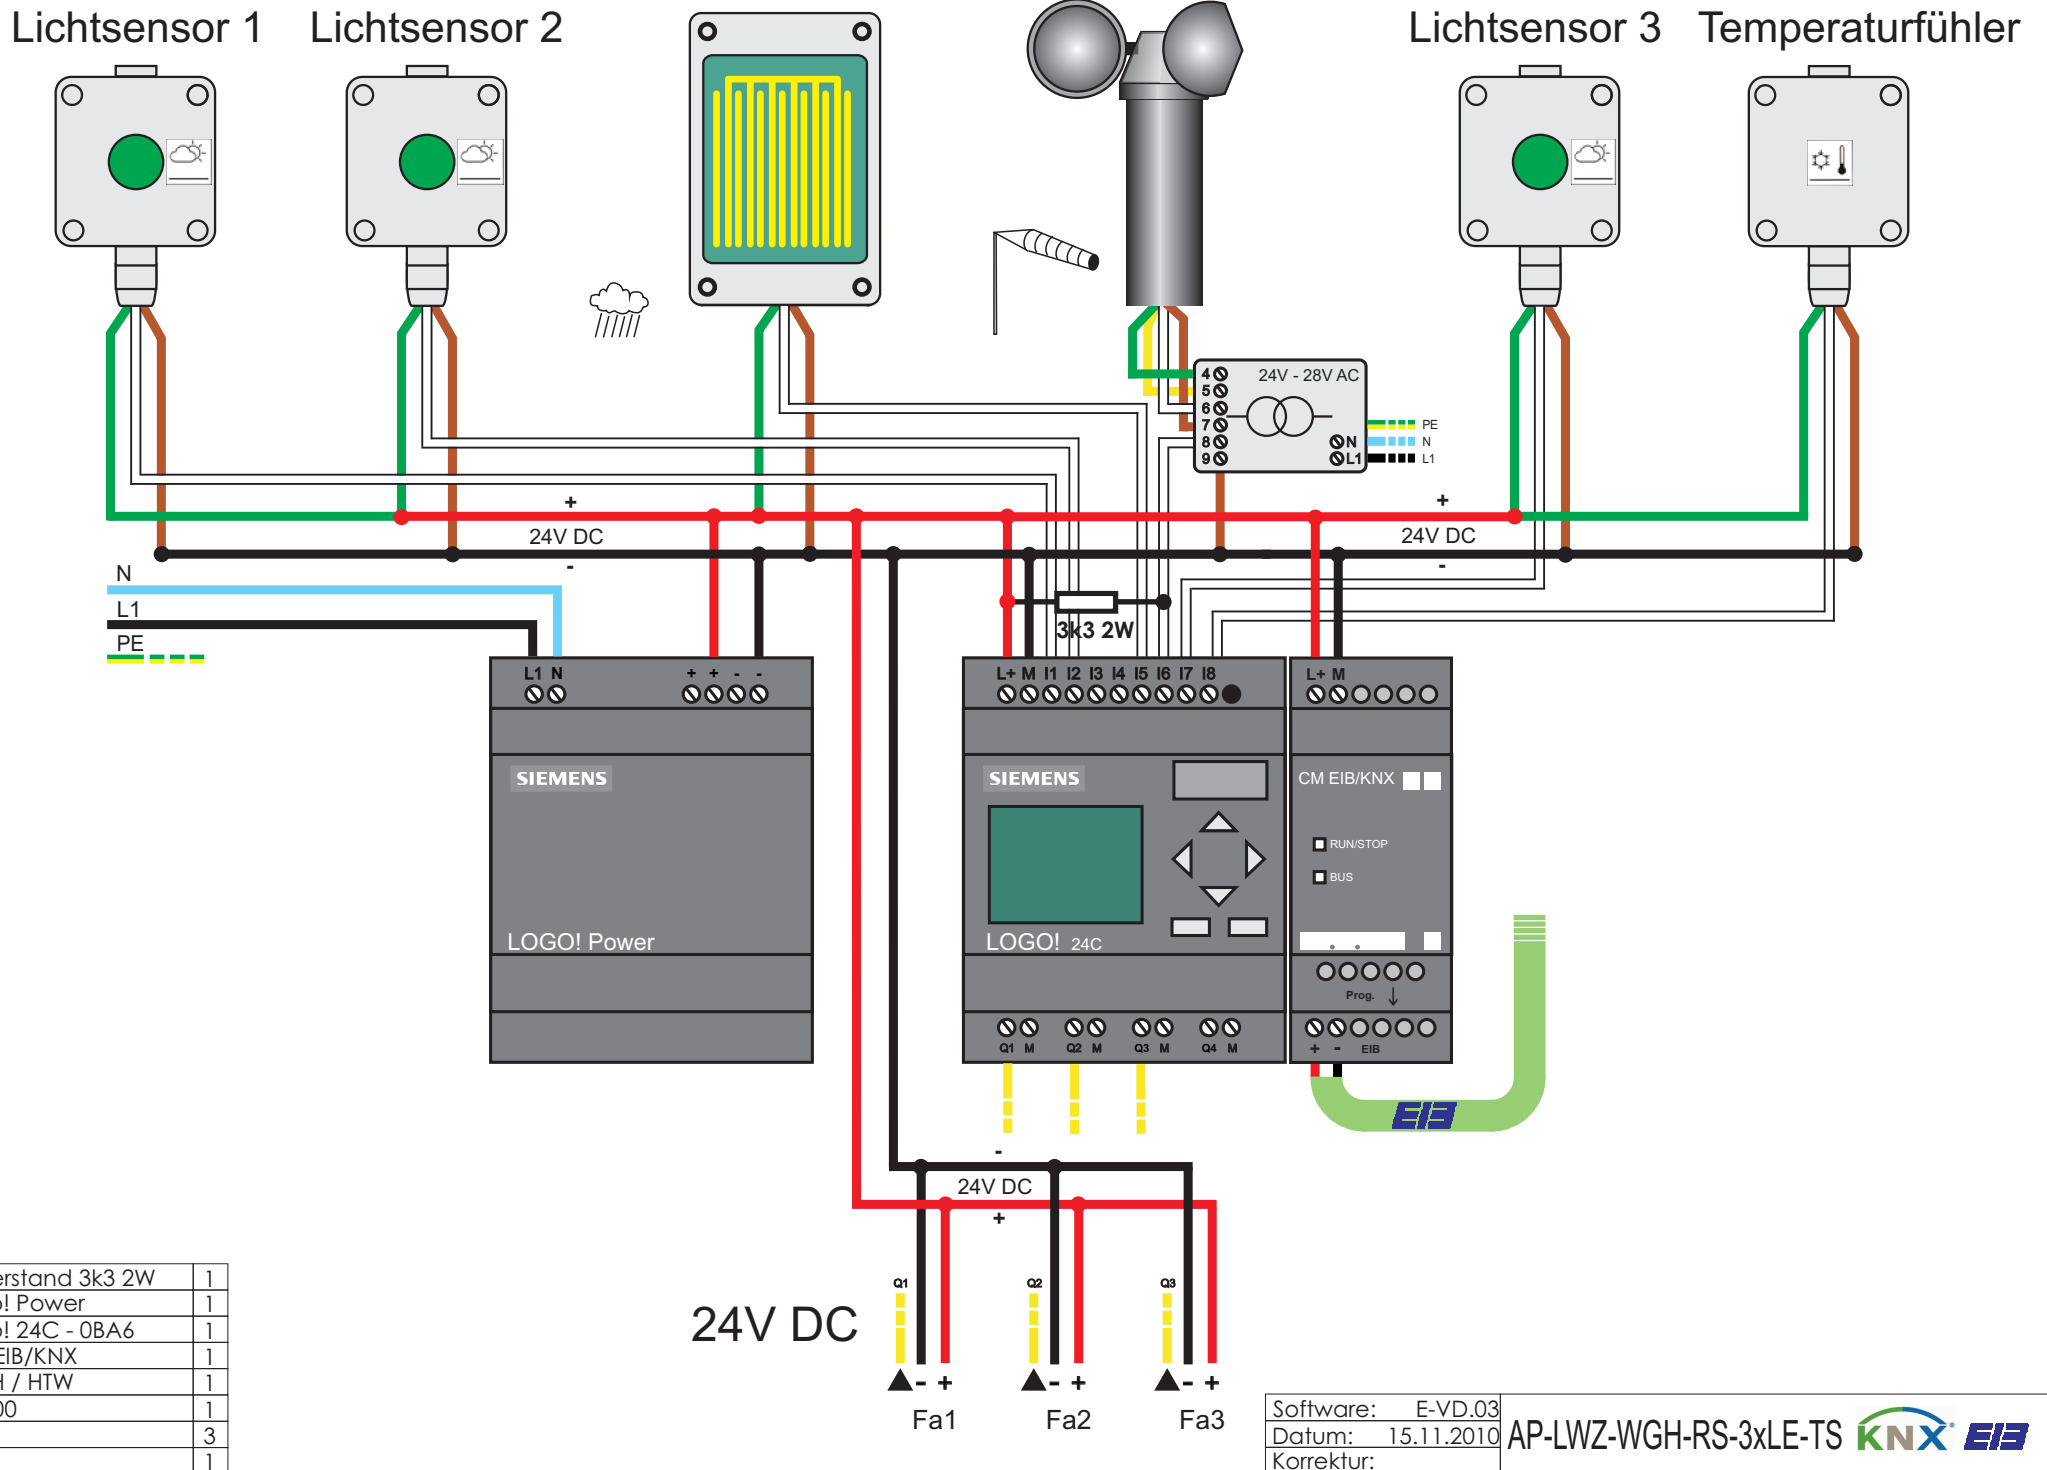 Lichtsensor 1 Lichtsensor 2 Lichtsensor 3 Temperaturfühler
4 24V - 28V AC
5
6
7 PE
8 N N
9 L1 L1
+ +
24V DC 24V DC
- -
N
L1
PE
3k3 2W
L1 N + + - -
L+ M I1 I2 I3 I4 I5 I6 I7 I8
L+ M
SIEMENS
SIEMENS
CM EIB/KNX
RUN/STOP
BUS
LOGO! Power
LOGO! 24C
Prog.
Q1 M Q2 M Q3 M Q4 M
+ - EIB
EIB
-
24V DC
+
Q1 Q2 Q3
24V DC
- + - + - +
Fa1 Fa2 Fa3
3k3 2W 1
! Power 1
! 24C - 0BA6 1
EIB/KNX 1
/ HTW 1
1
3
1
Software: E-VD.03
Datum: 15.11.2010
Korrektur:
AP-LWZ-WGH-RS-3xLE-TS
KNX EIB